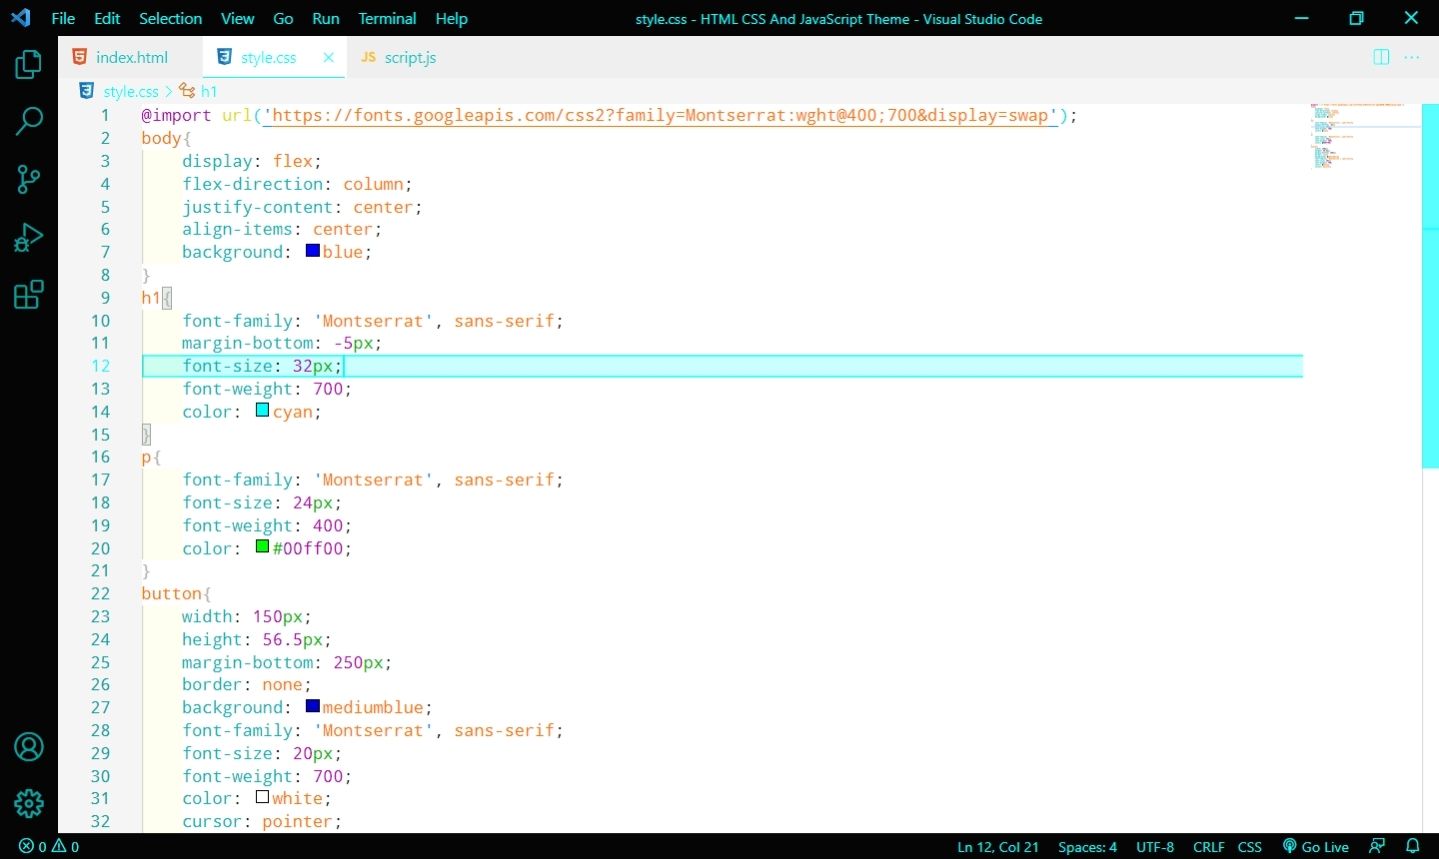 File Edit Selection View Go Run Terminal Help style.css - HTML CSS And JavaScript Theme - Visual Studio Code
index.html style.css JS script.js
style.css > h1
1 @import url('https://fonts.googleapis.com/css2?family=Montserrat:wght@400;700&display=swap');
2 body{
3 display: flex;
4 flex-direction: column;
5 justify-content: center;
6 align-items: center;
7 background: blue;
8 }
9 h1{
10 font-family: 'Montserrat', sans-serif;
11 margin-bottom: -5px;
12 font-size: 32px;
13 font-weight: 700;
14 color: cyan;
15 }
16 p{
17 font-family: 'Montserrat', sans-serif;
18 font-size: 24px;
19 font-weight: 400;
20 color: #00ff00;
21 }
22 button{
23 width: 150px;
24 height: 56.5px;
25 margin-bottom: 250px;
26 border: none;
27 background: mediumblue;
28 font-family: 'Montserrat', sans-serif;
29 font-size: 20px;
30 font-weight: 700;
31 color: white;
32 cursor: pointer;
0 0 Ln 12, Col 21 Spaces: 4 UTF-8 CRLF CSS Go Live